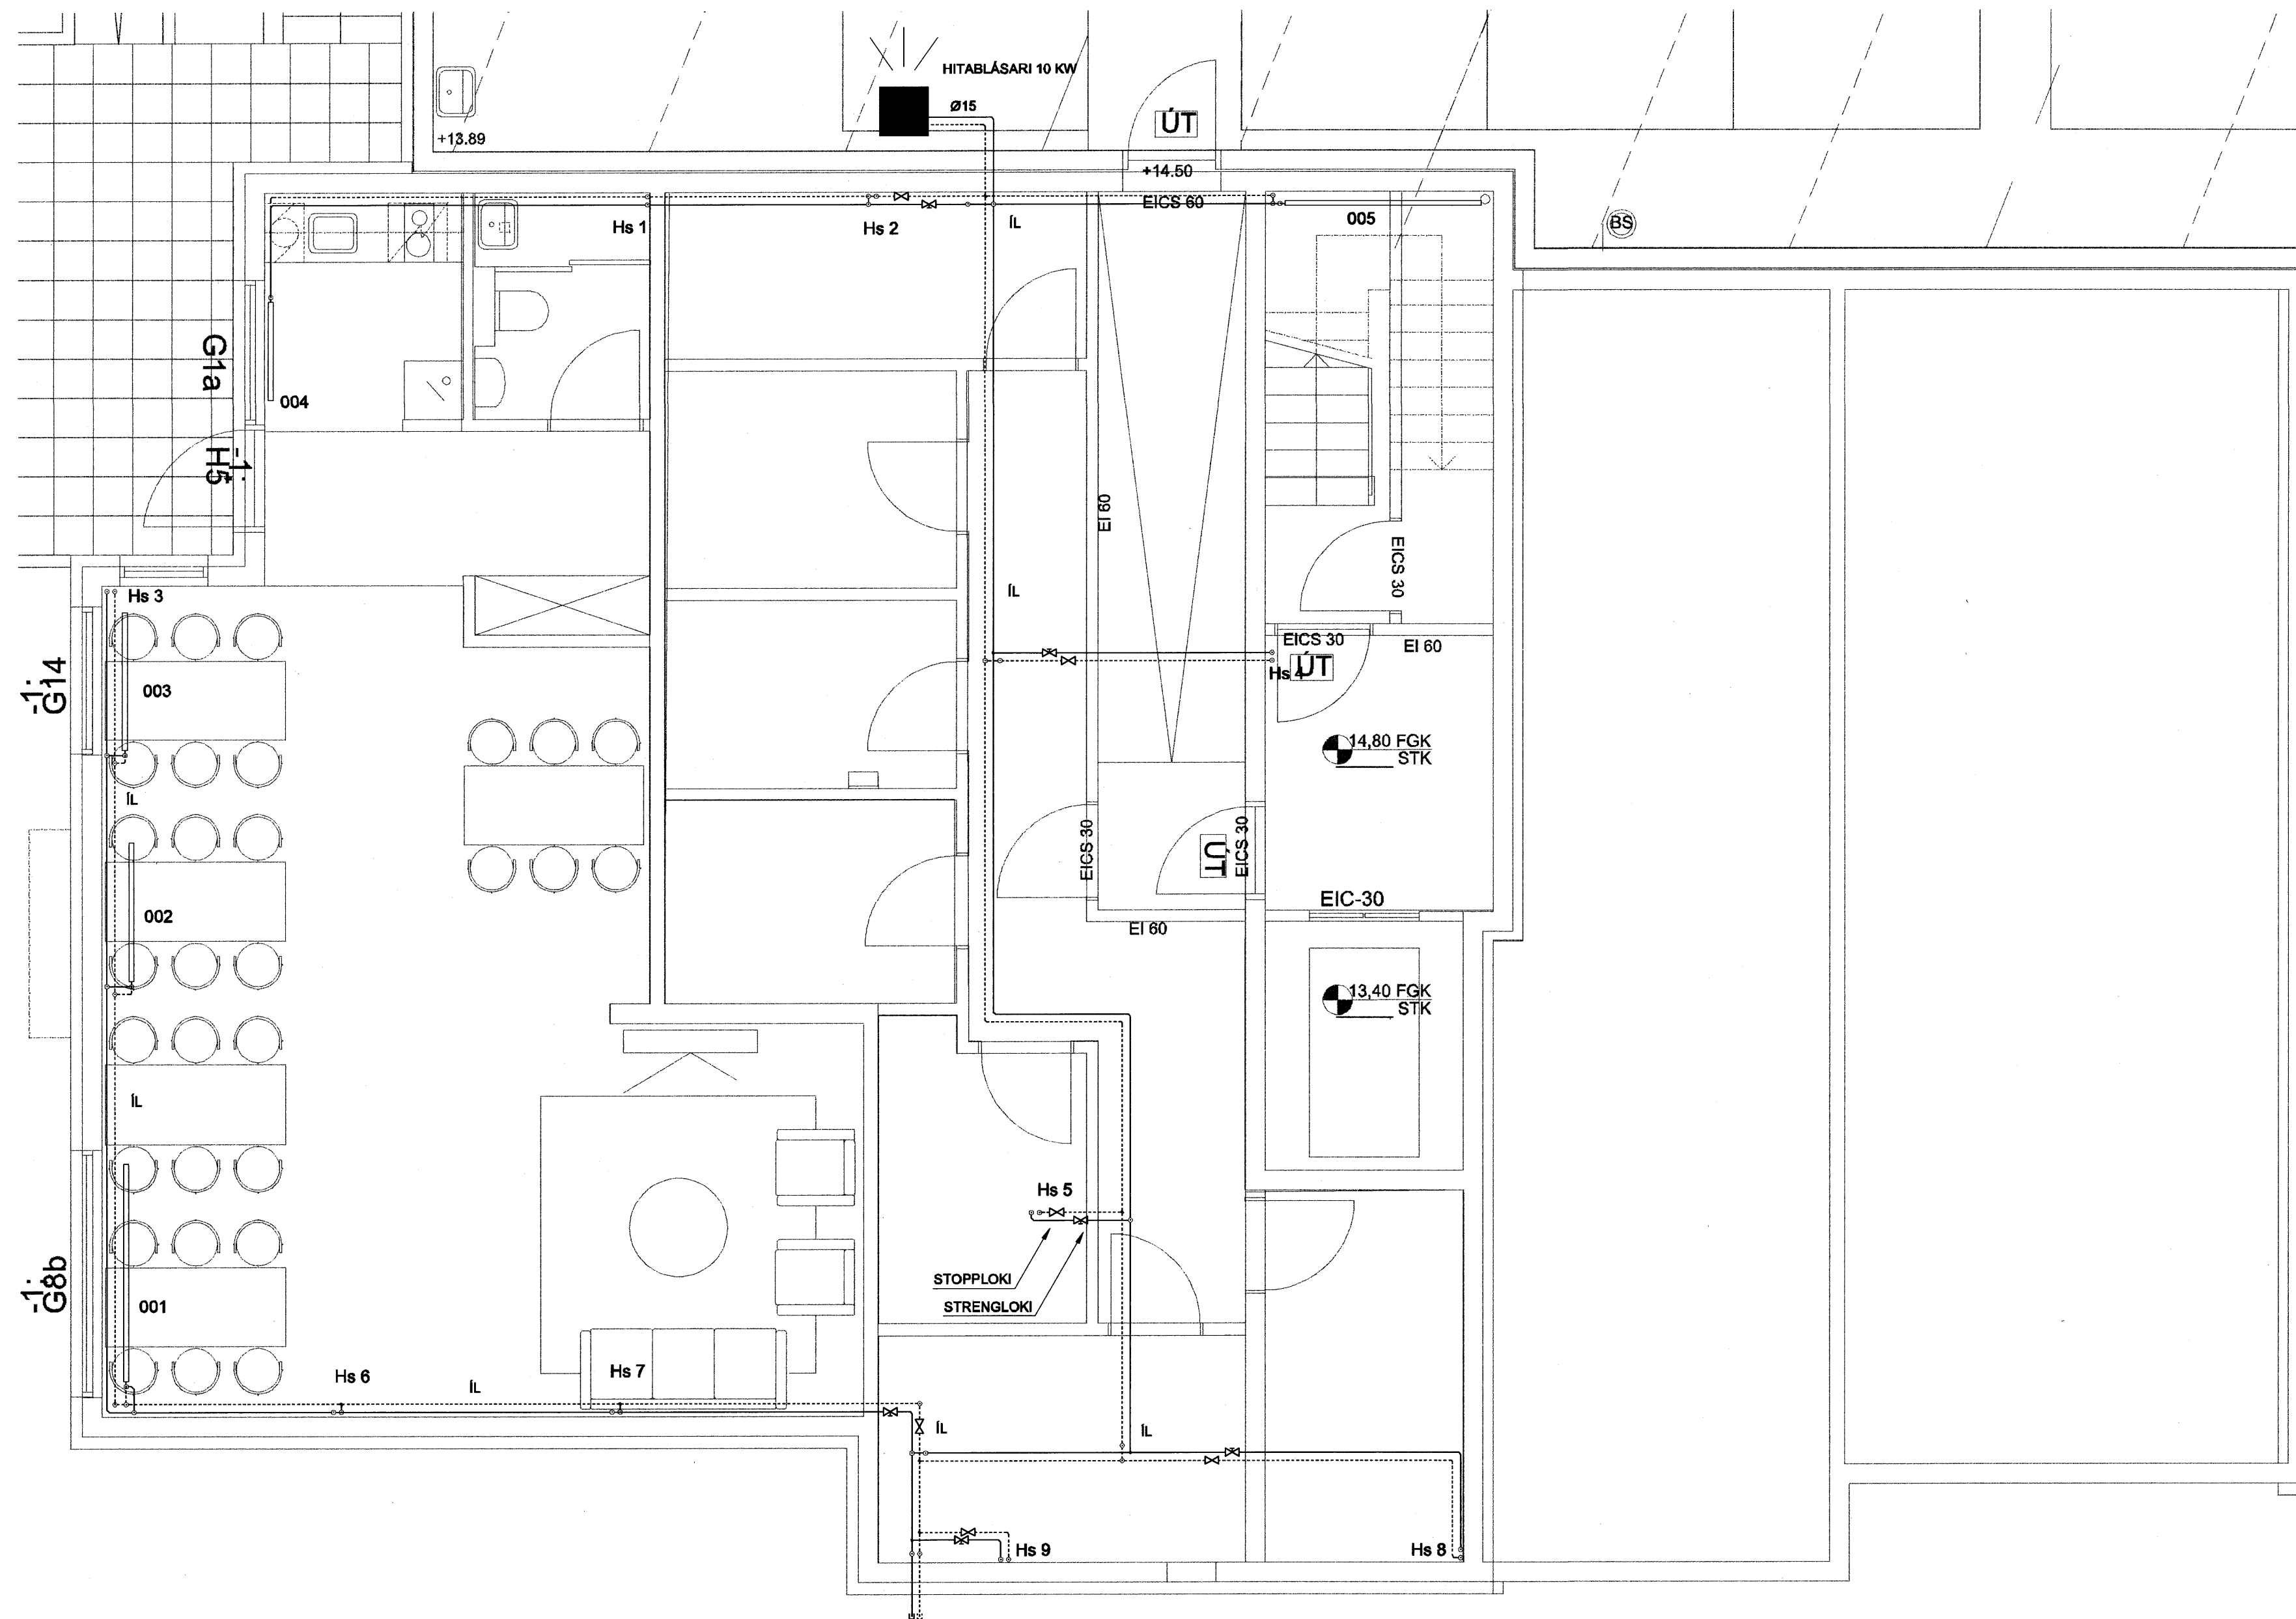 HITABLÁSARI 10 KW
Ø15
ÚT
+13.89
+14.50
EICS 60
Hs 1
Hs 2
ÍL
005
BS
G1a
004
-1:
H5
EI 60
EICS 30
Hs 3
ÍL
EICS 30
EI 60
ÚT
Hs 4
-1:
G14
003
14,80 FGK
STK
ÍL
EICS 30
ÚT
EICS 30
EIC-30
002
EI 60
13,40 FGK
STK
ÍL
Hs 5
STOPPLOKI
STRENGLOKI
-1:
G8b
001
Hs 6
ÍL
Hs 7
ÍL
ÍL
Hs 9
Hs 8